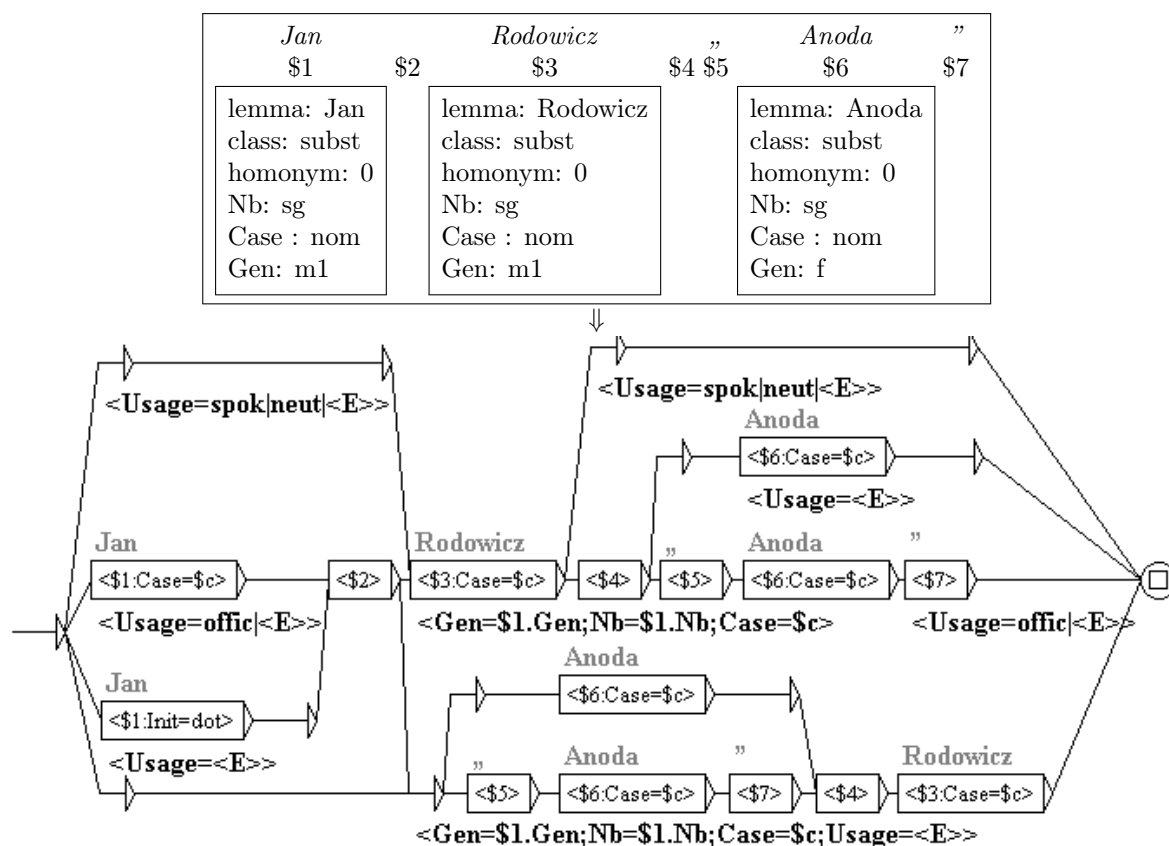 Jan Rodowicz „ Anoda ”
$1 $2 $3 $4 $5 $6 $7
lemma: Jan
class: subst
homonym: 0
Nb: sg
Case : nom
Gen: m1
lemma: Rodowicz
class: subst
homonym: 0
Nb: sg
Case : nom
Gen: m1
lemma: Anoda
class: subst
homonym: 0
Nb: sg
Case : nom
Gen: f
⇓
<Usage=spok|neut|<E>>
<Usage=spok|neut|<E>>
Anoda
<$6:Case=$c>
<Usage=<E>>
Jan Rodowicz „ Anoda ”
<$1:Case=$c> <$2> <$3:Case=$c> <$4> <$5> <$6:Case=$c> <$7>
<Usage=offic|<E>> <Gen=$1.Gen;Nb=$1.Nb;Case=$c> <Usage=offic|<E>>
Anoda
<$6:Case=$c>
Jan
<$1:Init=dot>
<Usage=<E>>
„ Anoda ” Rodowicz
<$5> <$6:Case=$c> <$7> <$4> <$3:Case=$c>
<Gen=$1.Gen;Nb=$1.Nb;Case=$c;Usage=<E>>